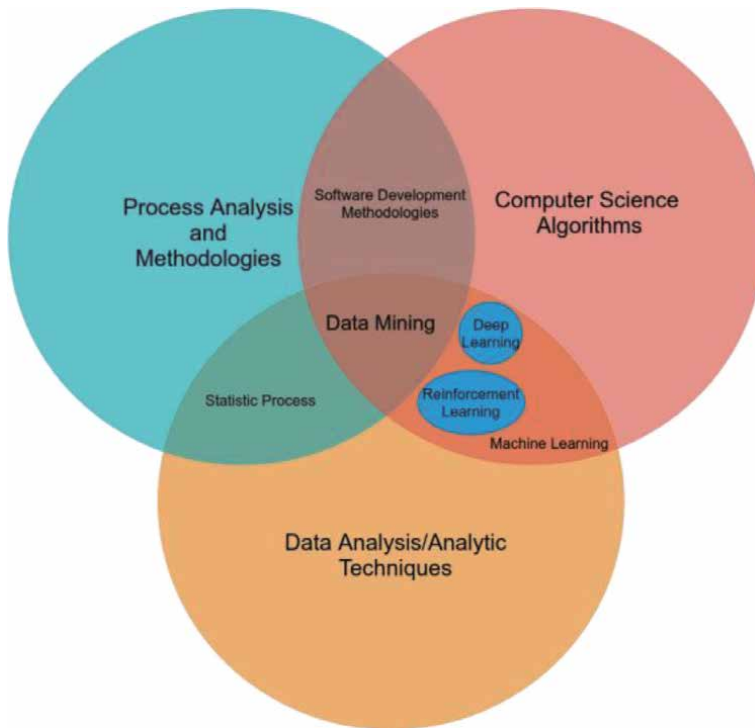 Software Development
Methodologies
Process Analysis
and
Methodologies
Computer Science
Algorithms
Data Mining
Deep
Learning
Reinforcement
Learning
Statistic Process
Machine Learning
Data Analysis/Analytic
Techniques